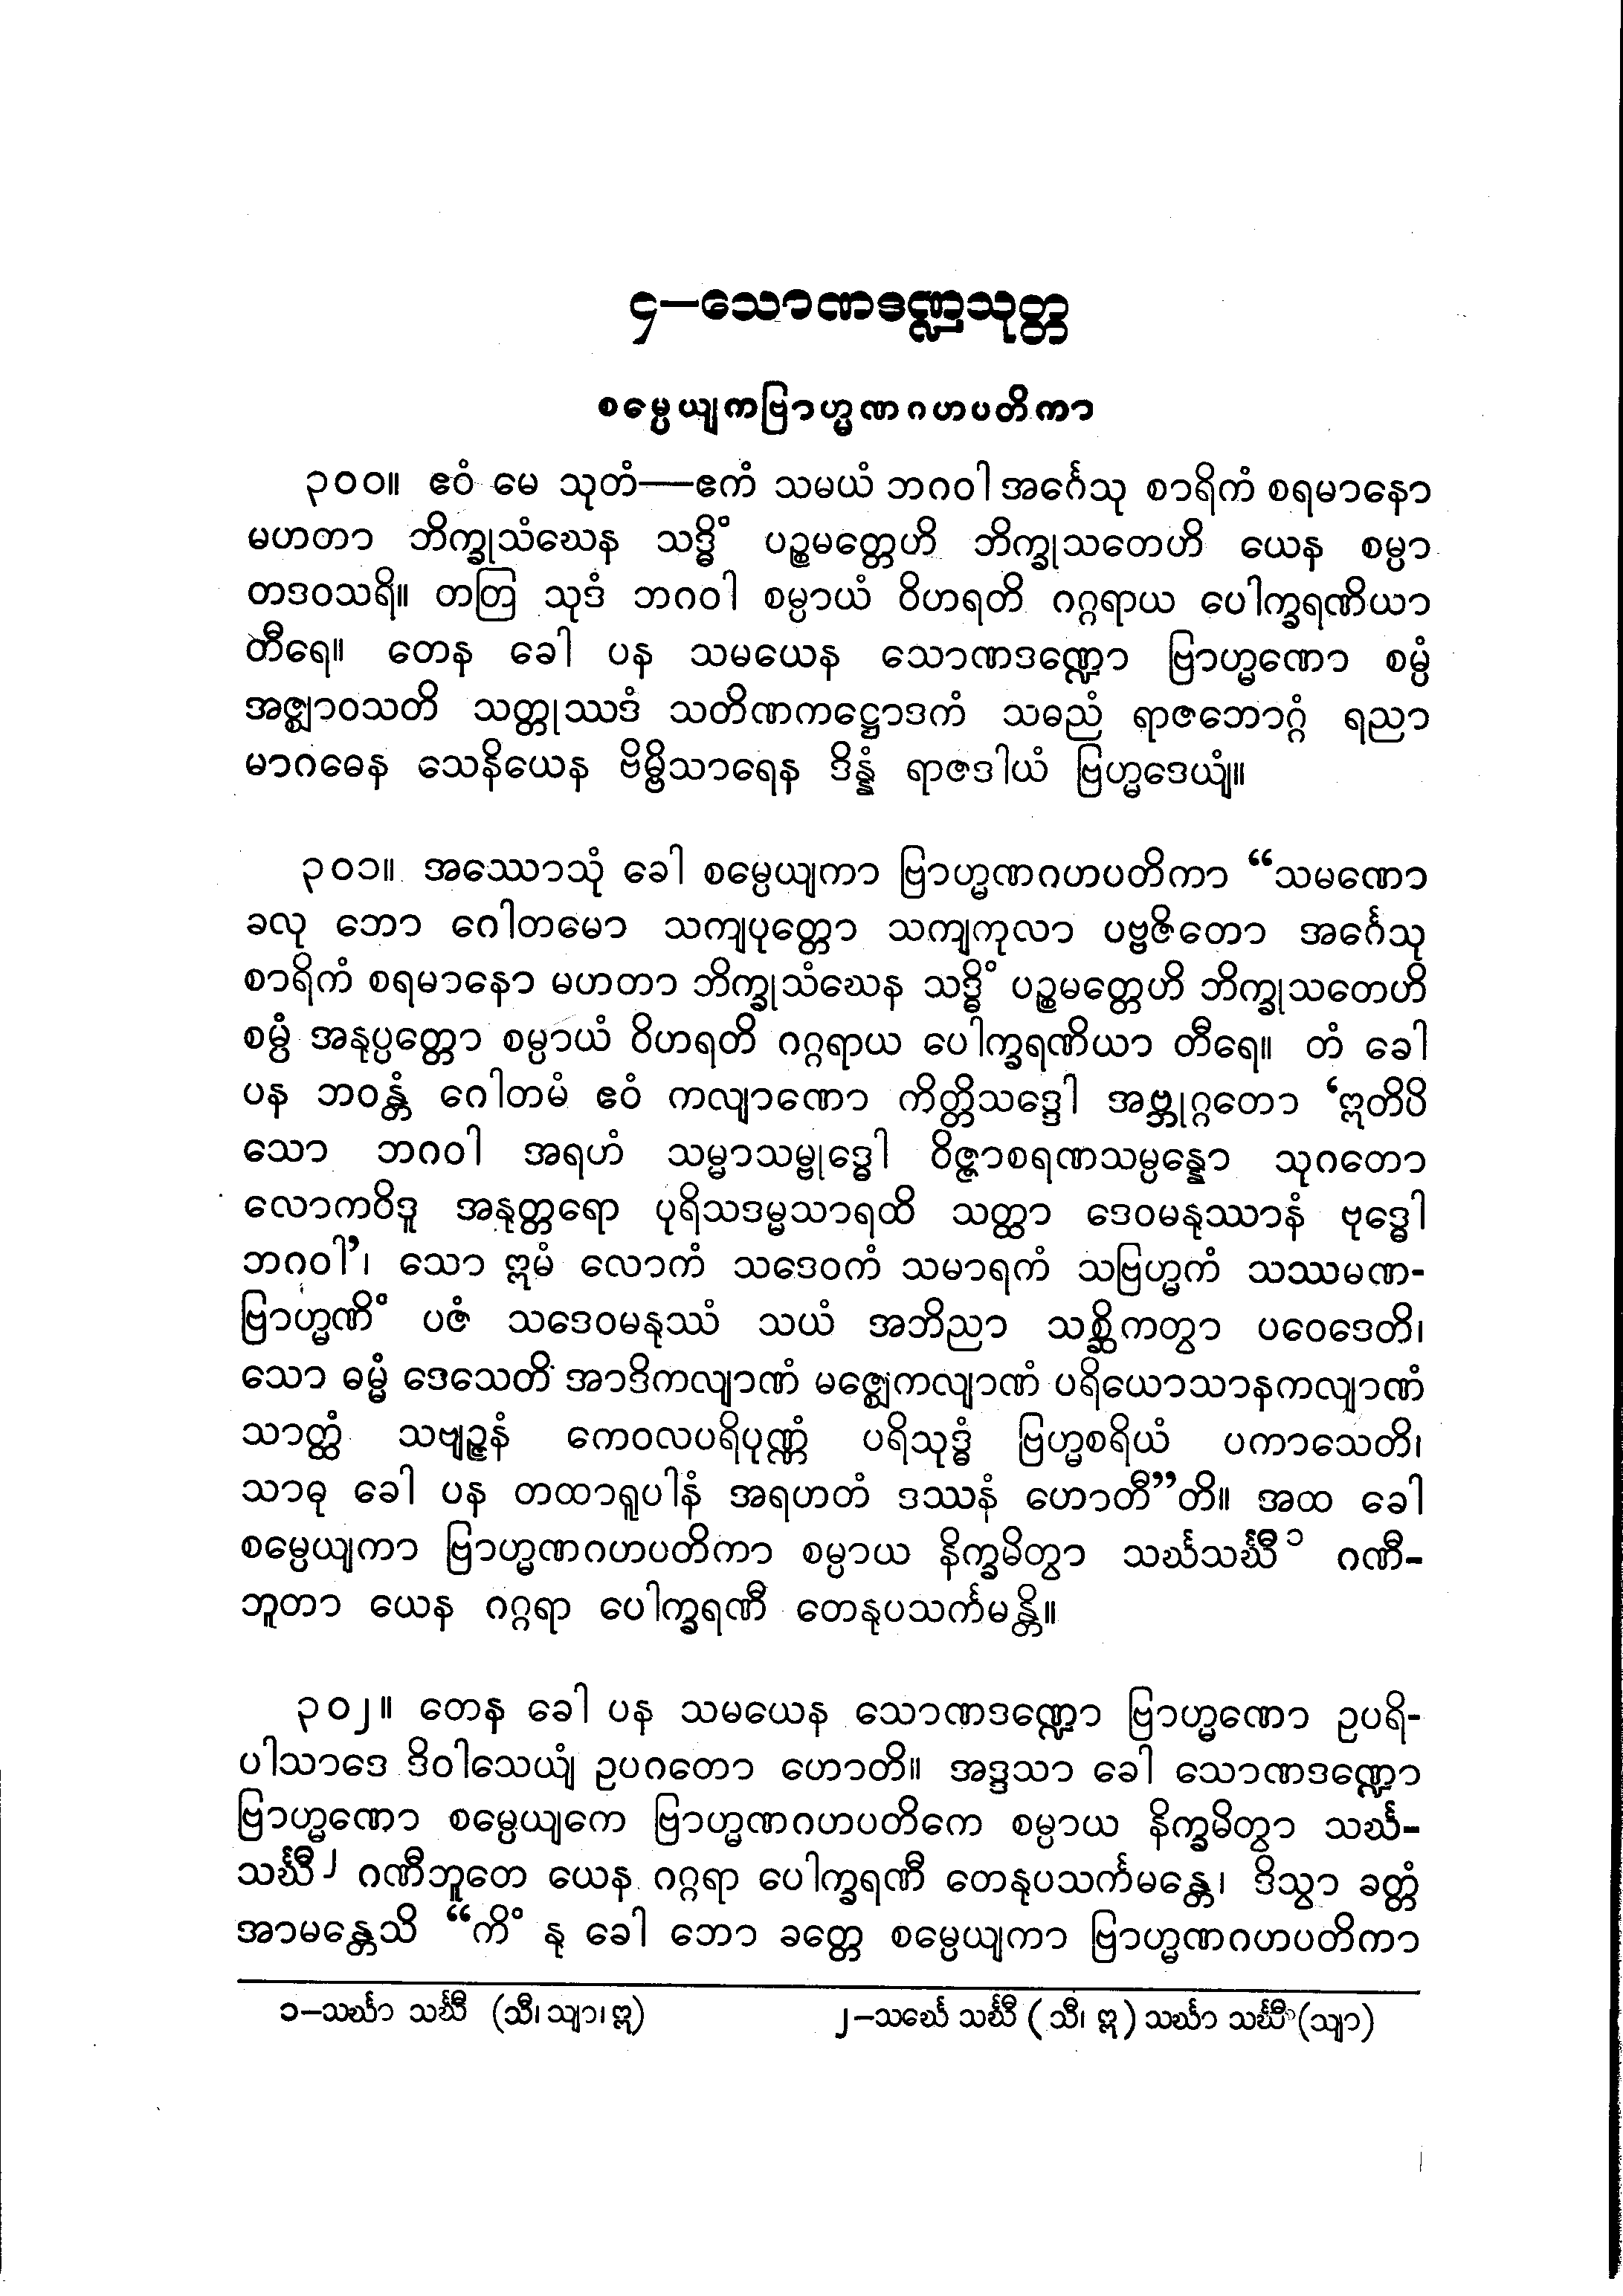 ၄—သောဏဒဏ္ဍသုတ္တ
စမ္ပေယျကဗြာဟ္မဏဂဟပတိကာ
၃၀၀။ ဧဝံ မေ သုတံ—ဧကံ သမယံ ဘဂဝါ အင်္ဂေသု စာရိကံ စရမာနော
မဟတာ ဘိက္ခုသံဃေန သဒ္ဓိံ ပဉ္စမတ္တေဟိ ဘိက္ခုသတေဟိ ယေန စမ္ပာ
တဒဝသရိ။ တတြ သုဒံ ဘဂဝါ စမ္ပာယံ ဝိဟရတိ ဂဂ္ဂရာယ ပေါက္ခရဏိယာ
တီရေ။ တေန ခေါ ပန သမယေန သောဏဒဏ္ဍော ဗြာဟ္မဏော စမ္ပံ
အဇ္ဈာဝသတိ သတ္တုဿဒံ သတိဏကဋ္ဌောဒကံ သဓညံ ရာဇဘောဂ္ဂံ ရညာ
မာဂဓေန သေနိယေန ဗိမ္ဗိသာရေန ဒိန္နံ ရာဇဒါယံ ဗြဟ္မဒေယျံ။
၃၀၁။ အဿောသုံ ခေါ စမ္ပေယျကာ ဗြာဟ္မဏဂဟပတိကာ “သမဏော
ခလု ဘော ဂေါတမော သကျပုတ္တော သကျကုလာ ပဗ္ဗဇိတော အင်္ဂေသု
စာရိကံ စရမာနော မဟတာ ဘိက္ခုသံဃေန သဒ္ဓိံ ပဉ္စမတ္တေဟိ ဘိက္ခုသတေဟိ
စမ္ပံ အနုပ္ပတ္တော စမ္ပာယံ ဝိဟရတိ ဂဂ္ဂရာယ ပေါက္ခရဏိယာ တီရေ။ တံ ခေါ
ပန ဘဝန္တံ ဂေါတမံ ဧဝံ ကလျာဏော ကိတ္တိသဒ္ဒေါ အဗ္ဘုဂ္ဂတော ‘ဣတိပိ
သော ဘဂဝါ အရဟံ သမ္မာသမ္ဗုဒ္ဓေါ ဝိဇ္ဇာစရဏသမ္ပန္နော သုဂတော
လောကဝိဒူ အနုတ္တရော ပုရိသဒမ္မသာရထိ သတ္ထာ ဒေဝမနုဿာနံ ဗုဒ္ဓေါ
ဘဂဝါ’၊ သော ဣမံ လောကံ သဒေဝကံ သမာရကံ သဗြဟ္မကံ သဿမဏ-
ဗြာဟ္မဏိံ ပဇံ သဒေဝမနုဿံ သယံ အဘိညာ သစ္ဆိကတွာ ပဝေဒေတိ၊
သော ဓမ္မံ ဒေသေတိ အာဒိကလျာဏံ မဇ္ဈေကလျာဏံ ပရိယောသာနကလျာဏံ
သာတ္ထံ သဗျဉ္ဇနံ ကေဝလပရိပုဏ္ဏံ ပရိသုဒ္ဓံ ဗြဟ္မစရိယံ ပကာသေတိ၊
သာဓု ခေါ ပန တထာရူပါနံ အရဟတံ ဒဿနံ ဟောတီ”တိ။ အထ ခေါ
စမ္ပေယျကာ ဗြာဟ္မဏဂဟပတိကာ စမ္ပာယ နိက္ခမိတွာ သင်္ဃသင်္ဃီ ၁ ဂဏီ-
ဘူတာ ယေန ဂဂ္ဂရာ ပေါက္ခရဏီ တေနုပသင်္ကမန္တိ။
၃၀၂။ တေန ခေါ ပန သမယေန သောဏဒဏ္ဍော ဗြာဟ္မဏော ဥပရိ-
ပါသာဒေ ဒိဝါသေယျံ ဥပဂတော ဟောတိ။ အဒ္ဒသာ ခေါ သောဏဒဏ္ဍော
ဗြာဟ္မဏော စမ္ပေယျကေ ဗြာဟ္မဏဂဟပတိကေ စမ္ပာယ နိက္ခမိတွာ သင်္ဃ-
သင်္ဃီ ၂ ဂဏီဘူတေ ယေန ဂဂ္ဂရာ ပေါက္ခရဏီ တေနုပသင်္ကမန္တေ၊ ဒိသွာ ခတ္တံ
အာမန္တေသိ “ကိံ နု ခေါ ဘော ခတ္တေ စမ္ပေယျကာ ဗြာဟ္မဏဂဟပတိကာ
၁—သင်္ဃာ သင်္ဃီ (သီ၊ သျာ၊ ဣ) ၂—သင်္ဃေ သင်္ဃီ (သီ၊ ဣ) သင်္ဃာ သင်္ဃီ (သျာ)